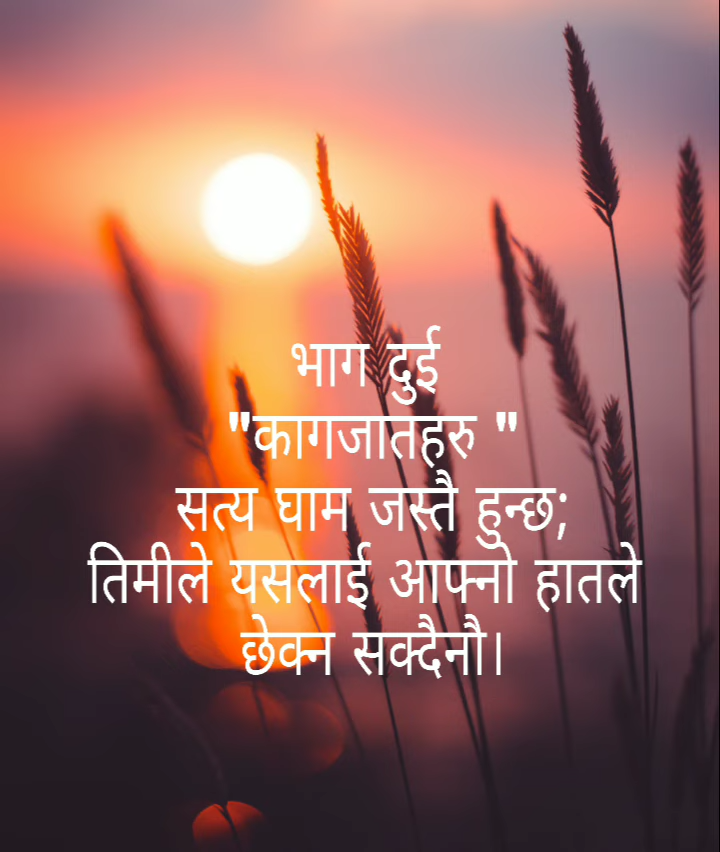 भाग दुई
"कागजातहरु "
सत्य घाम जस्तै हुन्छ;
तिमीले यसलाई आफ्नो हातले
छेक्न सक्दैनौ।